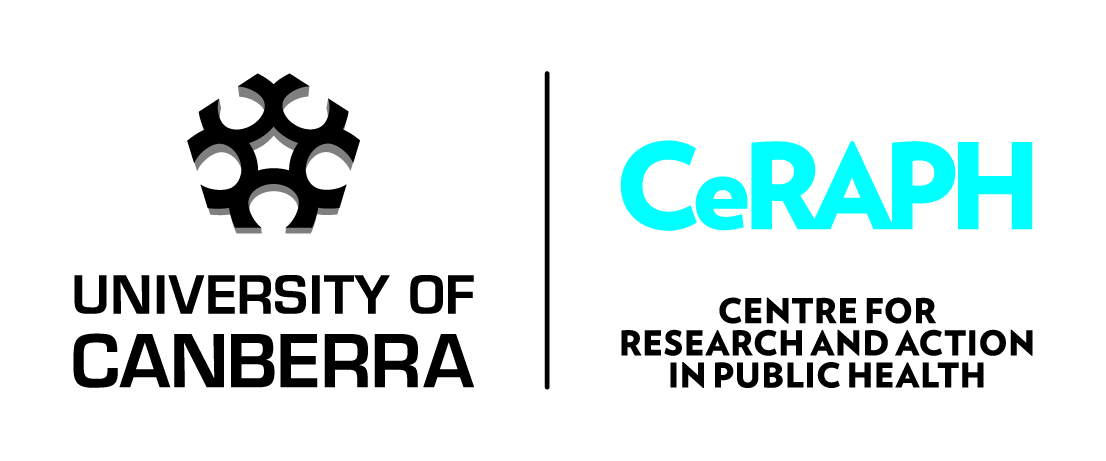 UNIVERSITY OF
CANBERRA
CeRAPH
CENTRE FOR
RESEARCH AND ACTION
IN PUBLIC HEALTH